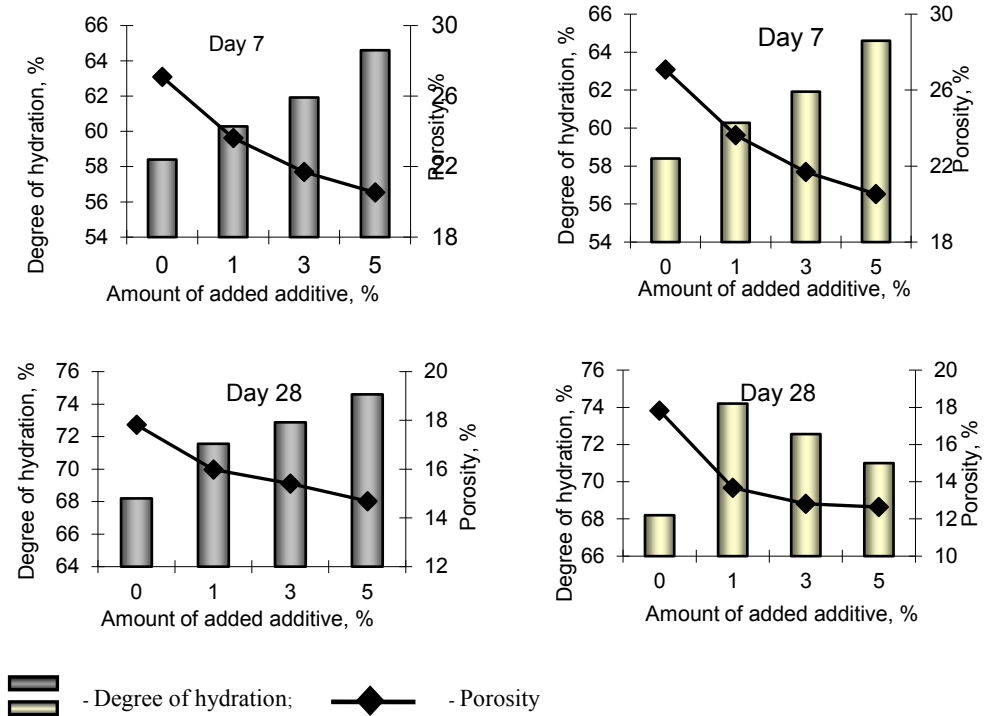 Day 7
Degree of hydration, %
66
64
62
60
58
56
54
30
26
22
18
Porosity, %
0 1 3 5
Amount of added additive, %
Day 7
Degree of hydration, %
66
64
62
60
58
56
54
30
26
22
18
Porosity, %
0 1 3 5
Amount of added additive, %
Day 28
Degree of hydration, %
76
74
72
70
68
66
64
20
18
16
14
12
Porosity, %
0 1 3 5
Amount of added additive, %
Day 28
Degree of hydration, %
76
74
72
70
68
66
20
18
16
14
12
10
Porosity, %
0 1 3 5
Amount of added additive, %
- Degree of hydration; - Porosity